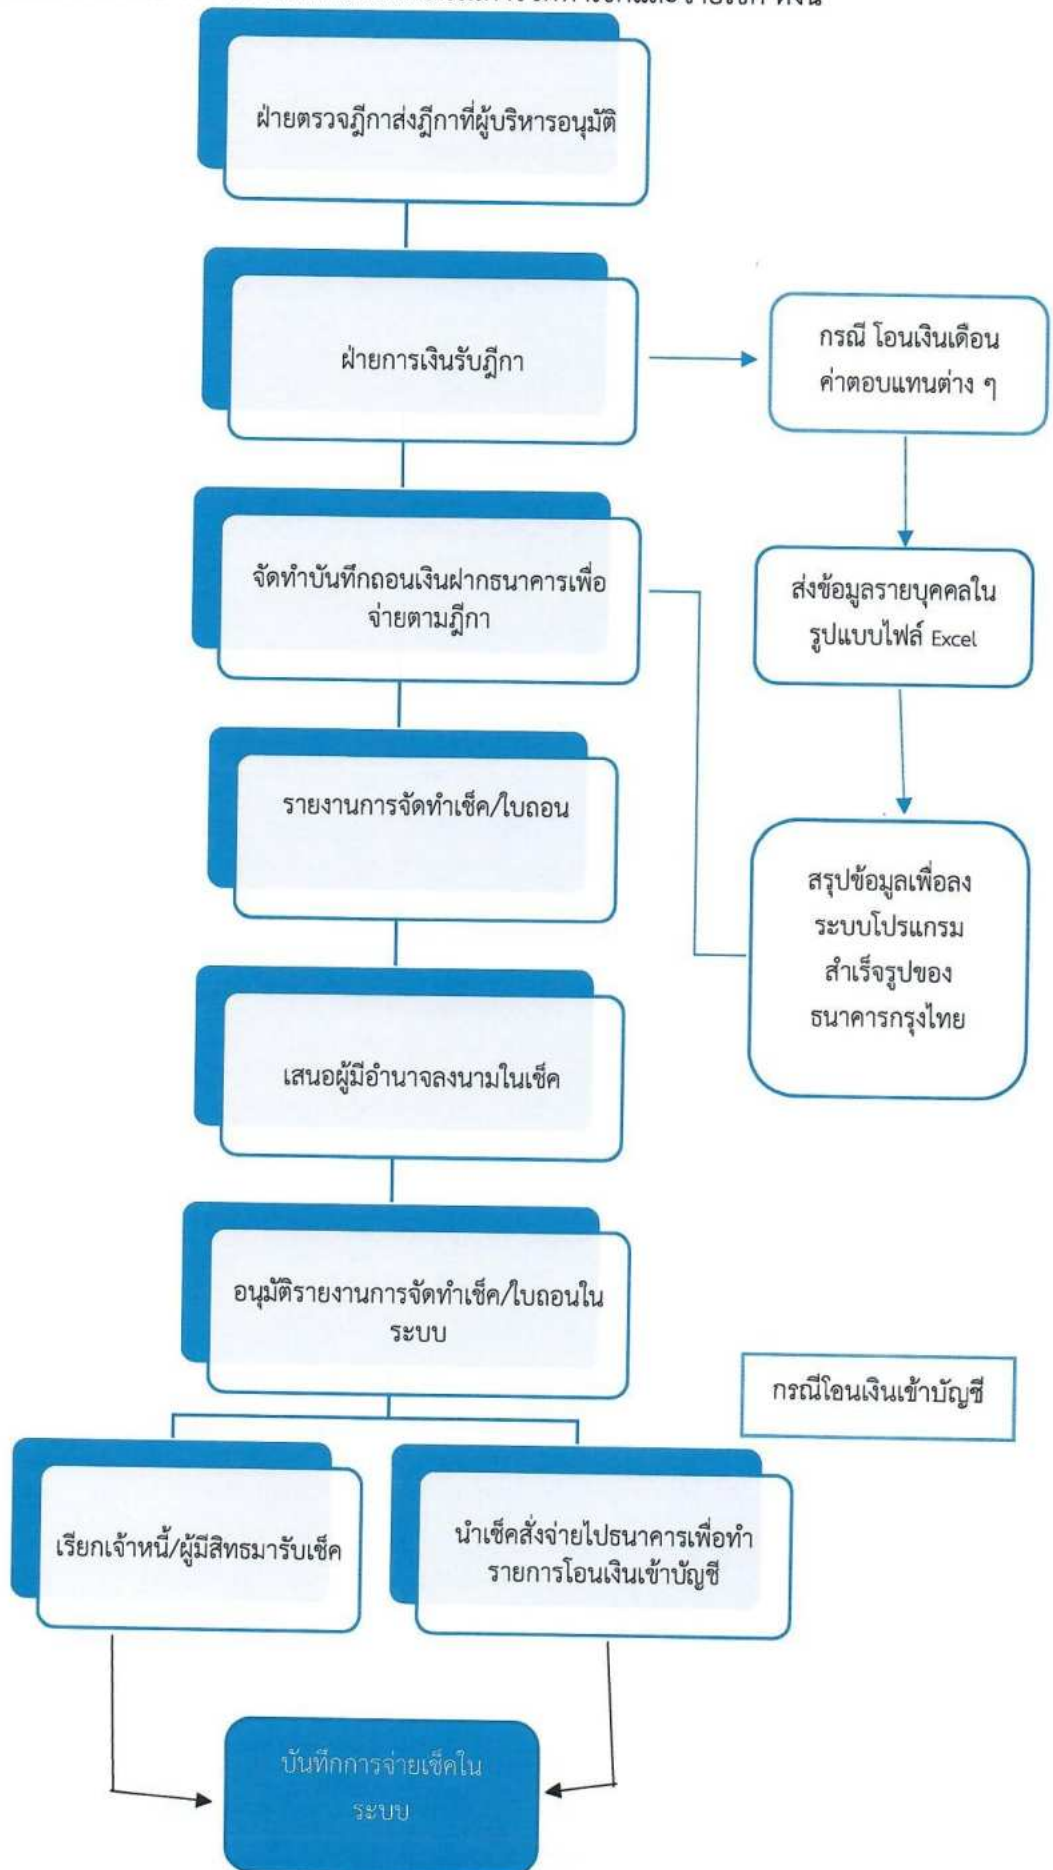 ฝ่ายตรวจฎีกาส่งฎีกาที่ผู้บริหารอนุมัติ
ฝ่ายการเงินรับฎีกา
กรณี โอนเงินเดือน
ค่าตอบแทนต่าง ๆ
จัดทำบันทึกถอนเงินฝากธนาคารเพื่อ
จ่ายตามฎีกา
ส่งข้อมูลรายบุคคลใน
รูปแบบไฟล์ Excel
รายงานการจัดทำเช็ค/ใบถอน
สรุปข้อมูลเพื่อลง
ระบบโปรแกรม
สำเร็จรูปของ
ธนาคารกรุงไทย
เสนอผู้มีอำนาจลงนามในเช็ค
อนุมัติรายงานการจัดทำเช็ค/ใบถอนใน
ระบบ
กรณีโอนเงินเข้าบัญชี
เรียกเจ้าหนี้/ผู้มีสิทธมารับเช็ค
นำเช็คสั่งจ่ายไปธนาคารเพื่อทำ
รายการโอนเงินเข้าบัญชี
บันทึกการจ่ายเช็คใน
ระบบ